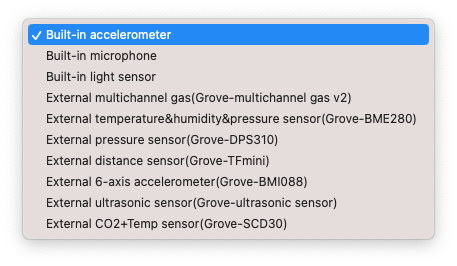 ✓ Built-in accelerometer
Built-in microphone
Built-in light sensor
External multichannel gas(Grove-multichannel gas v2)
External temperature&humidity&pressure sensor(Grove-BME280)
External pressure sensor(Grove-DPS310)
External distance sensor(Grove-TFmini)
External 6-axis accelerometer(Grove-BMI088)
External ultrasonic sensor(Grove-ultrasonic sensor)
External CO2+Temp sensor(Grove-SCD30)